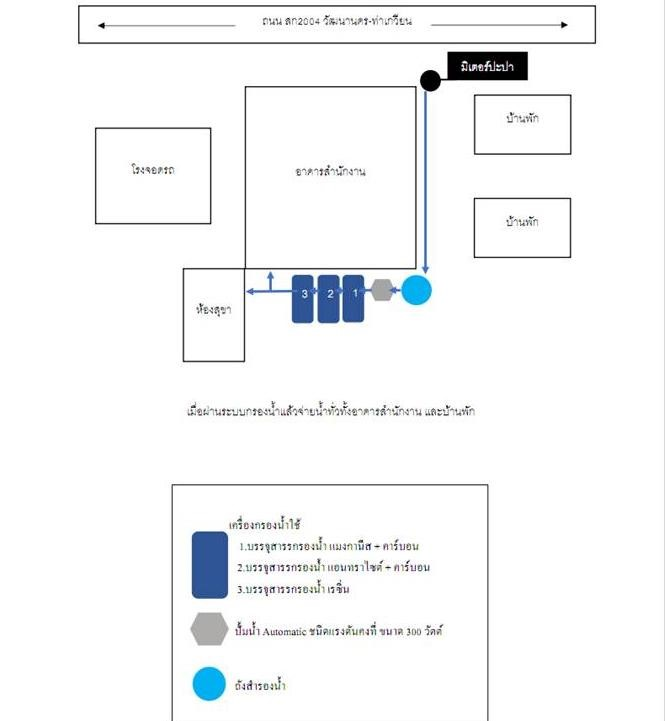 ถนน สก2004 วัฒนานคร-ท่าเกวียน
มิเตอร์ปะปา
บ้านพัก
โรงจอดรถ
อาคารสำนักงาน
บ้านพัก
3 2 1
ห้องสุขา
เมื่อผ่านระบบกรองน้ำแล้วจ่ายน้ำทั่วทั้งอาคารสำนักงาน และบ้านพัก
เครื่องกรองน้ำใช้
1.บรรจุสารรกรองน้ำ แมงกานีส + คาร์บอน
2.บรรจุสารรกรองน้ำ แอนทราไซต์ + คาร์บอน
3.บรรจุสารรกรองน้ำ เรซิ่น
ปั้มน้ำ Automatic ชนิดแรงดันคงที่ ขนาด 300 วัตต์
ถังสำรองน้ำ